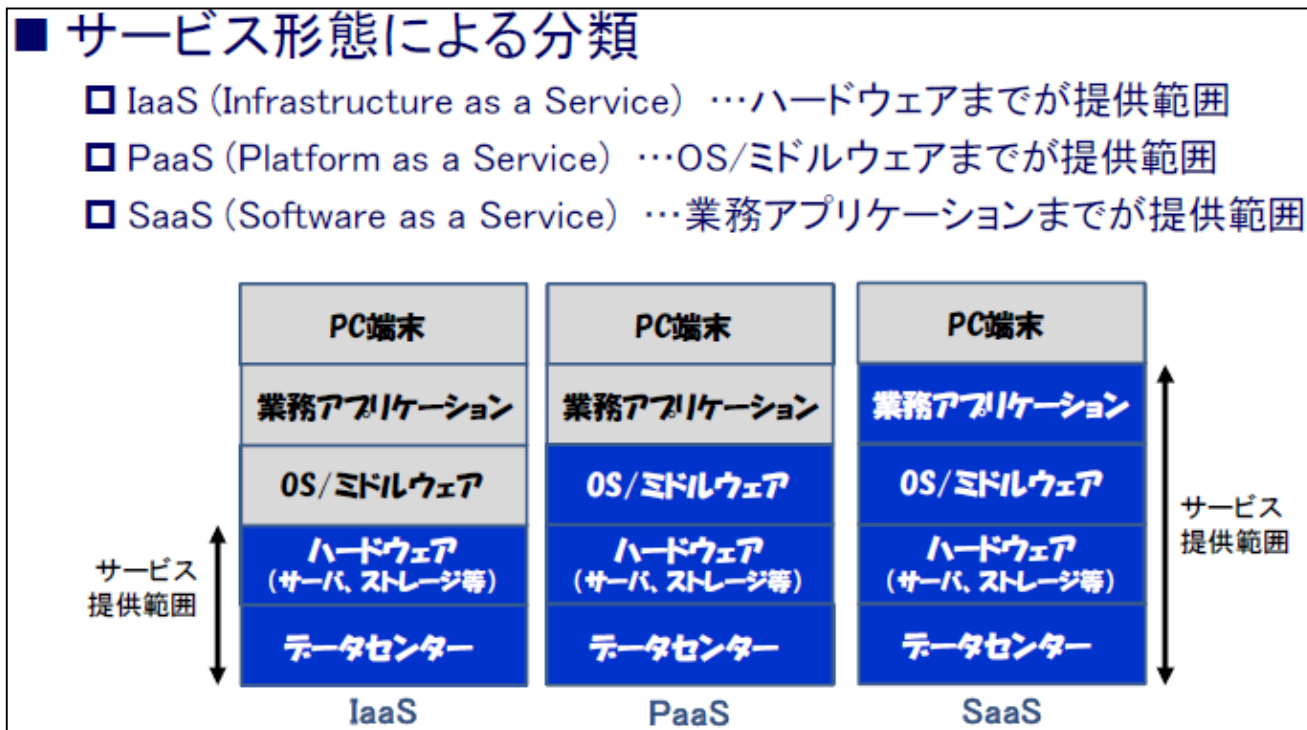 ■ サービス形態による分類
□ IaaS (Infrastructure as a Service) …ハードウェアまでが提供範囲
□ PaaS (Platform as a Service) …OS/ミドルウェアまでが提供範囲
□ SaaS (Software as a Service) …業務アプリケーションまでが提供範囲
PC端末
業務アプリケーション
OS/ミドルウェア
ハードウェア
(サーバ、ストレージ等)
データセンター
IaaS
サービス
提供範囲
PC端末
業務アプリケーション
OS/ミドルウェア
ハードウェア
(サーバ、ストレージ等)
データセンター
PaaS
PC端末
業務アプリケーション
OS/ミドルウェア
ハードウェア
(サーバ、ストレージ等)
データセンター
SaaS
サービス
提供範囲